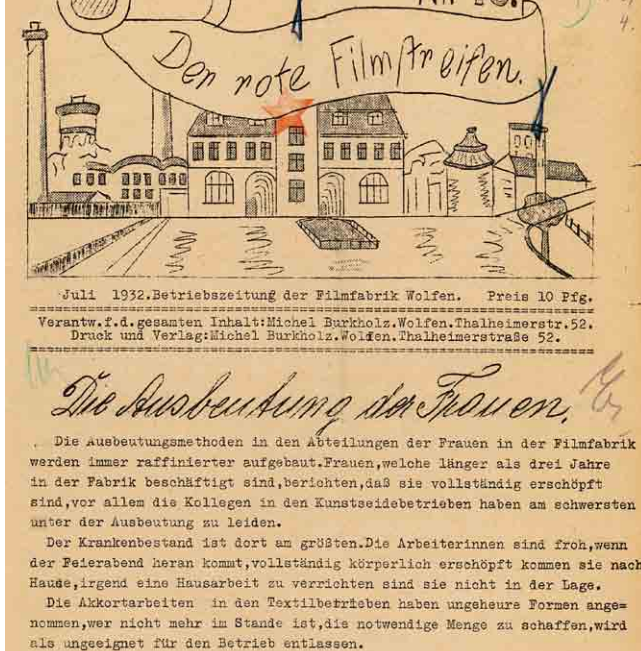 Der rote Filmstreifen.
Juli 1932.Betriebszeitung der Filmfabrik Wolfen. Preis 10 Pfg.
Verantw.f.d.gesamten Inhalt:Michel Burkholz.Wolfen.Thalheimerstr.52.
Druck und Verlag:Michel Burkholz.Wolfen.Thalheimerstraße 52.
Die Ausbeutung der Frauen.
Die Ausbeutungsmethoden in den Abteilungen der Frauen in der Filmfabrik
werden immer raffinierter aufgebaut.Frauen,welche länger als drei Jahre
in der Fabrik beschäftigt sind,berichten,daß sie vollständig erschöpft
sind,vor allem die Kollegen in den Kunstseidebetrieben haben am schwersten
unter der Ausbeutung zu leiden.
Der Krankenbestand ist dort am größten.Die Arbeiterinnen sind froh,wenn
der Feierabend heran kommt,vollständig körperlich erschöpft kommen sie nach
Hause,irgend eine Hausarbeit zu verrichten sind sie nicht in der Lage.
Die Akkortarbeiten in den Textilbetrieben haben ungeheure Formen ange=
nommen,wer nicht mehr im Stande ist,die notwendige Menge zu schaffen,wird
als ungeeignet für den Betrieb entlassen.